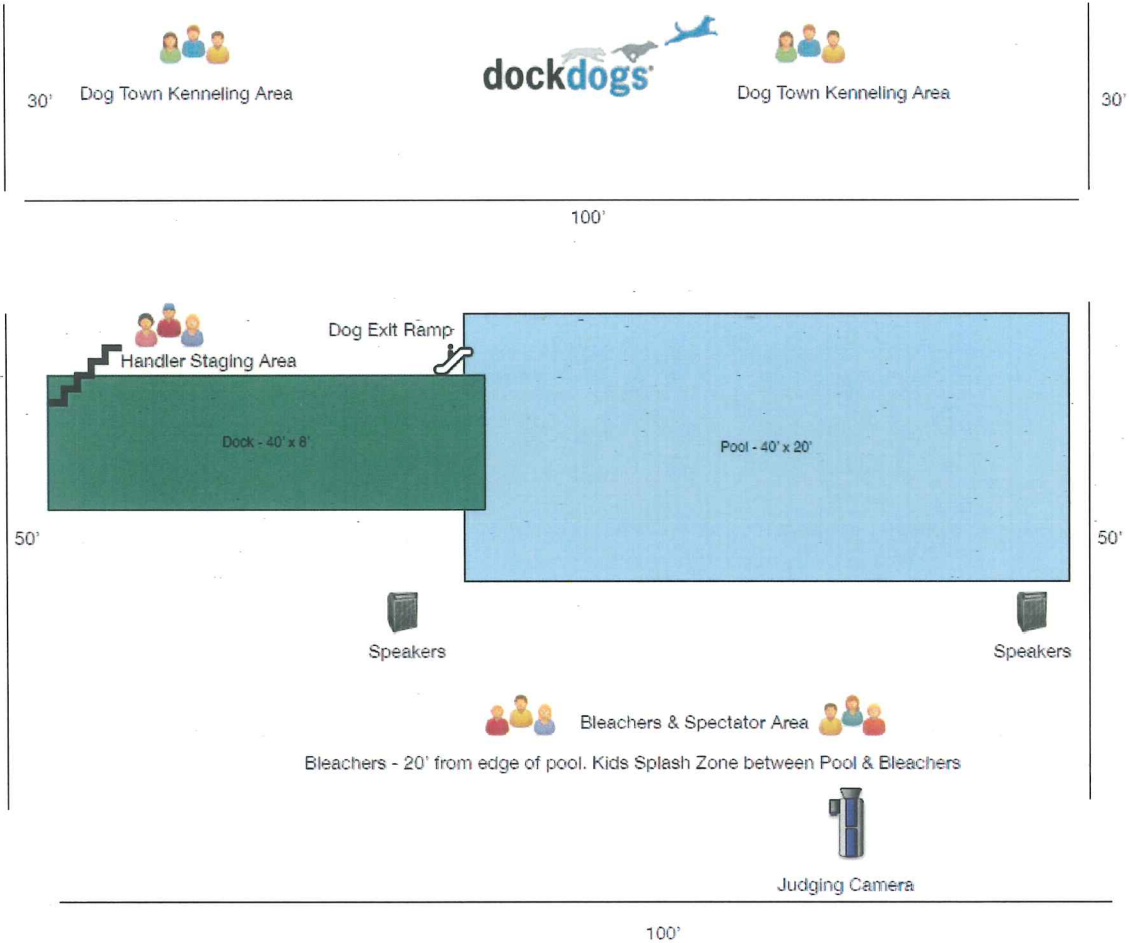 dockdogs®
30'
Dog Town Kenneling Area
Dog Town Kenneling Area
30'
100'
Dog Exit Ramp
Handler Staging Area
Dock - 40' x 8'
Pool - 40' x 20'
50'
50'
Speakers
Speakers
Bleachers & Spectator Area
Bleachers - 20' from edge of pool. Kids Splash Zone between Pool & Bleachers
Judging Camera
100'